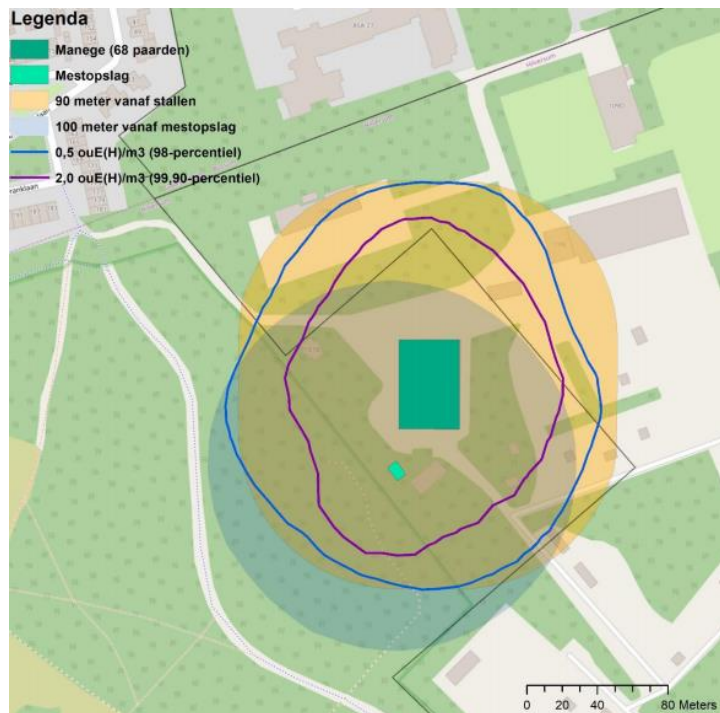 Legenda
Manege (68 paarden)
Mestopslag
90 meter vanaf stallen
100 meter vanaf mestopslag
0,5 ouE(H)/m3 (98-percentiel)
2,0 ouE(H)/m3 (99,90-percentiel)
0 20 40 80 Meters